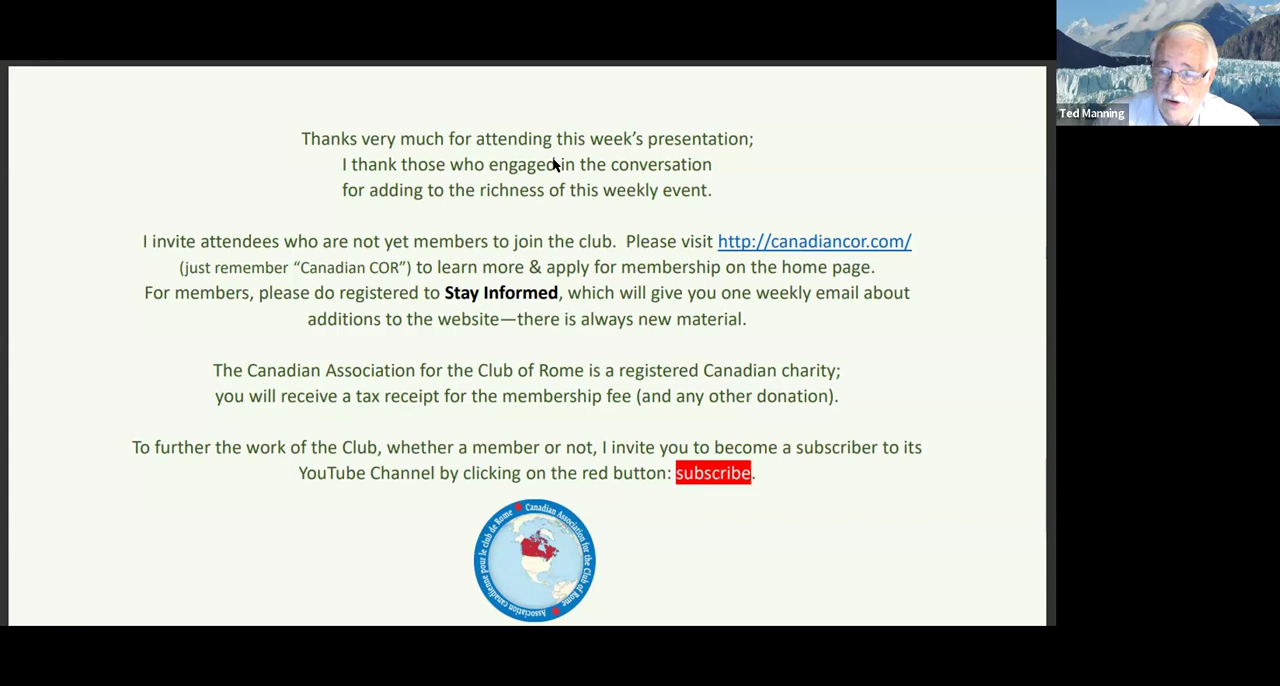 Thanks very much for attending this week’s presentation;
I thank those who engaged in the conversation
for adding to the richness of this weekly event.
I invite attendees who are not yet members to join the club.  Please visit http://canadiancor.com/
(just remember “Canadian COR”) to learn more & apply for membership on the home page.
For members, please do registered to Stay Informed, which will give you one weekly email about
additions to the website—there is always new material.
The Canadian Association for the Club of Rome is a registered Canadian charity;
you will receive a tax receipt for the membership fee (and any other donation).
To further the work of the Club, whether a member or not, I invite you to become a subscriber to its
YouTube Channel by clicking on the red button: subscribe.
Canadian Association for the Club of Rome
Association canadienne pour le club de Rome
Ted Manning